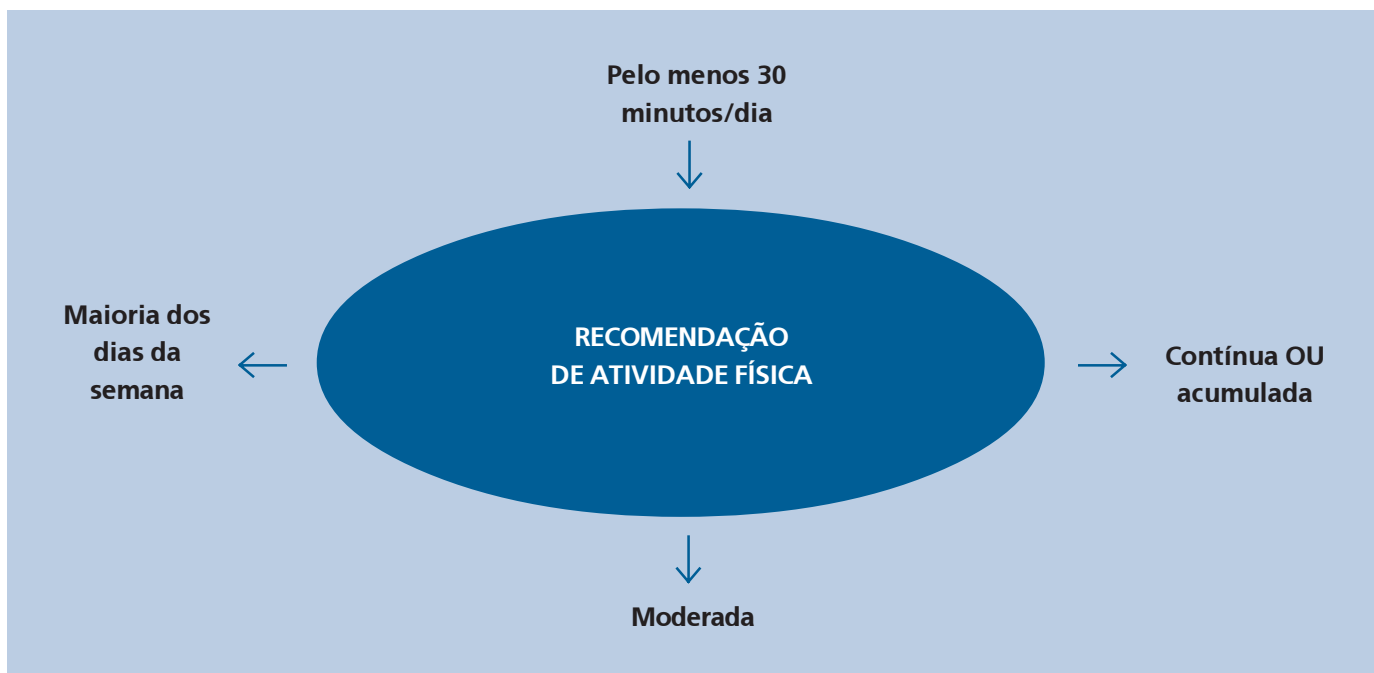 Pelo menos 30
minutos/dia
Maioria dos
dias da
semana
RECOMENDAÇÃO
DE ATIVIDADE FÍSICA
Contínua OU
acumulada
Moderada